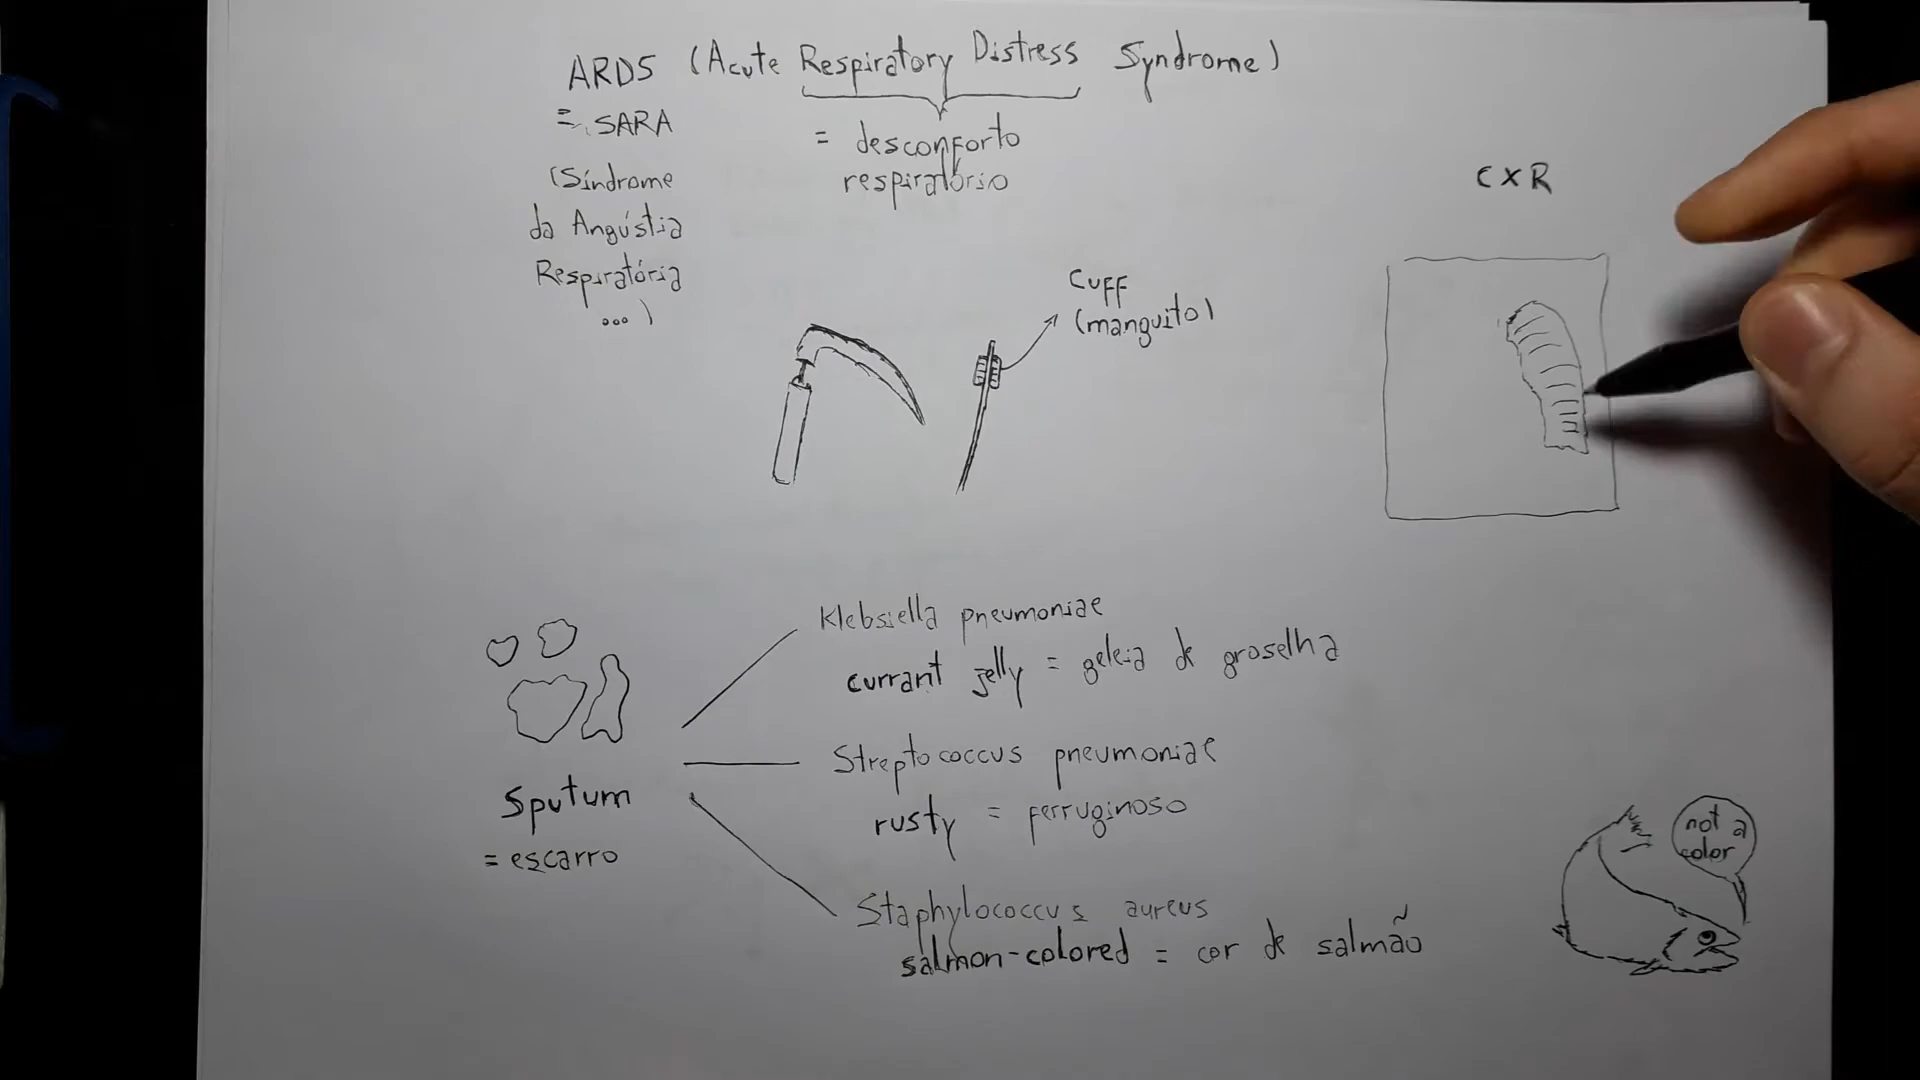 ARDS (Acute Respiratory Distress Syndrome)
= SARA
(Síndrome
da Angústia
Respiratória
...)
= desconforto
respiratório
CXR
Cuff
(manguito)
Sputum
= escarro
Klebsiella pneumoniae
currant jelly = geleia de groselha
Streptococcus pneumoniae
rusty = ferruginoso
Staphylococcus aureus
salmon-colored = cor de salmão
not a
color